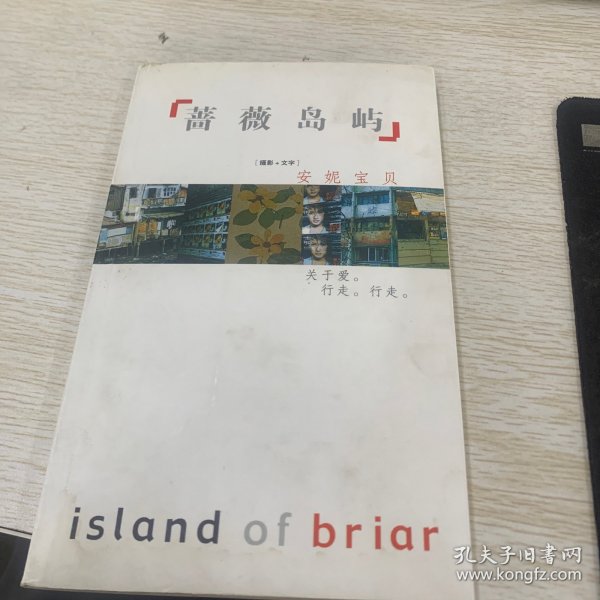 「蔷薇岛屿」
［摄影+文字］
安妮宝贝
关于爱。
行走。行走。
island of briar
孔夫子旧书网
www.kongfz.com